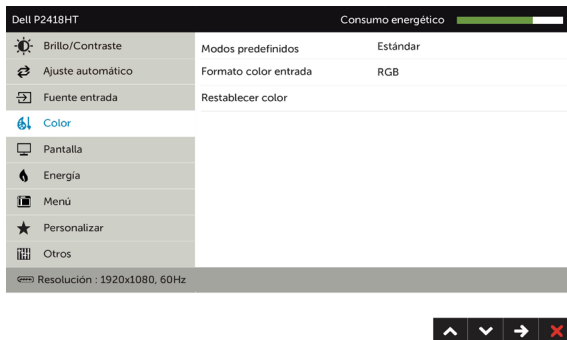 Dell P2418HT Consumo energético
Brillo/Contraste
Modos predefinidos Estándar
Ajuste automático
Formato color entrada RGB
Fuente entrada
Restablecer color
Color
Pantalla
Energía
Menú
Personalizar
Otros
Resolución : 1920x1080, 60Hz